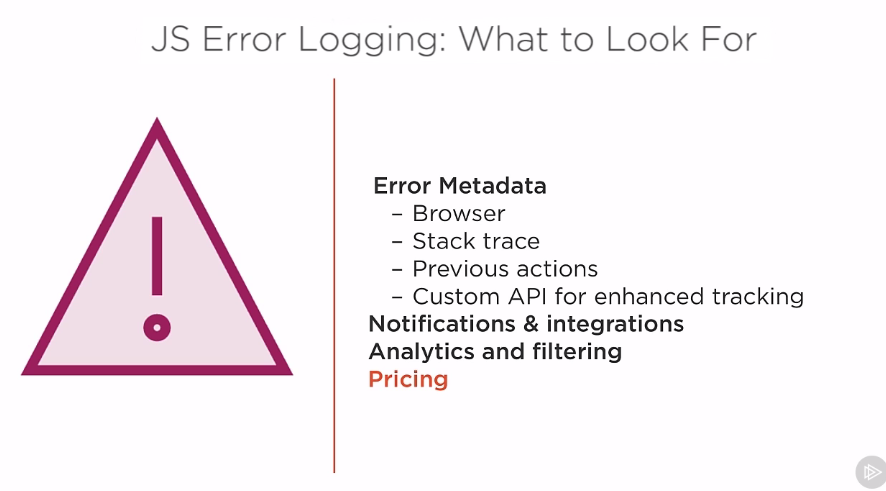 JS Error Logging: What to Look For
Error Metadata
– Browser
– Stack trace
– Previous actions
– Custom API for enhanced tracking
Notifications & integrations
Analytics and filtering
Pricing